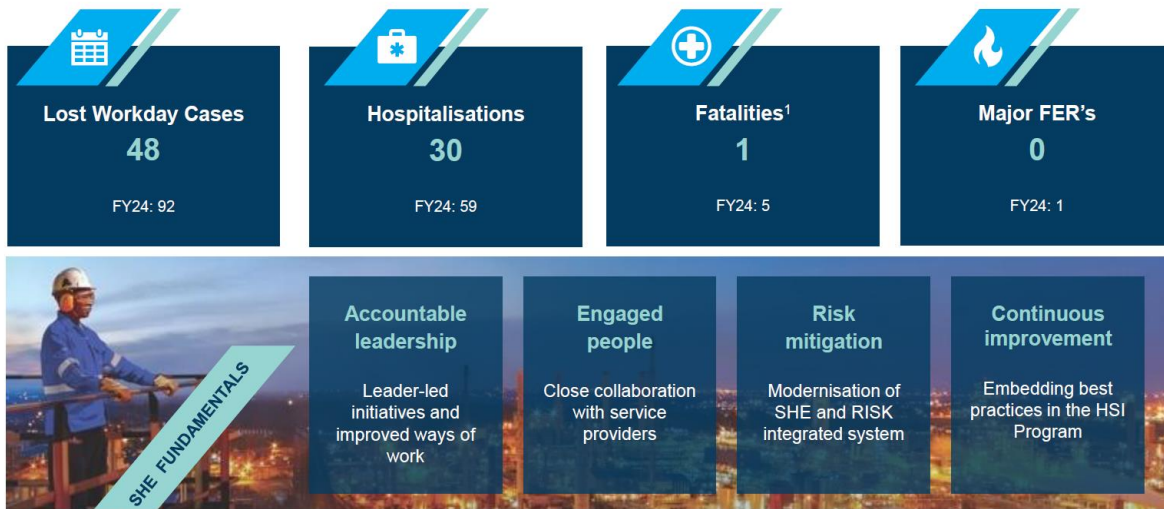 Lost Workday Cases
48
FY24: 92
Hospitalisations
30
FY24: 59
Fatalities¹
1
FY24: 5
Major FER's
0
FY24: 1
SHE FUNDAMENTALS
Accountable
leadership
Leader-led
initiatives and
improved ways of
work
Engaged
people
Close collaboration
with service
providers
Risk
mitigation
Modernisation of
SHE and RISK
integrated system
Continuous
improvement
Embedding best
practices in the HSI
Program